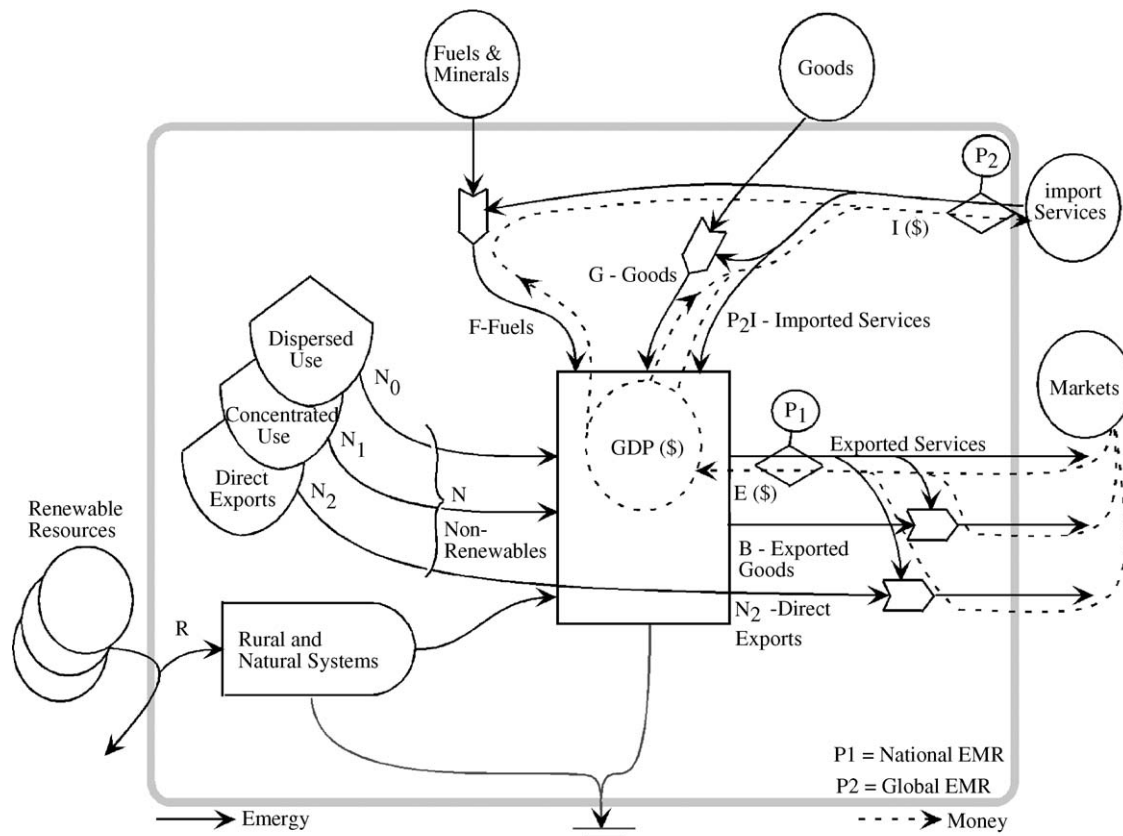 Fuels &
Minerals
Goods
P2
import
Services
I ($)
G - Goods
F-Fuels
P2I - Imported Services
Dispersed
Use
N0
Concentrated
Use
N1
Direct
Exports
N2
N
Non-
Renewables
GDP ($)
P1
Markets
Exported Services
E ($)
B - Exported
Goods
N2 -Direct
Exports
Renewable
Resources
R
Rural and
Natural Systems
P1 = National EMR
P2 = Global EMR
Emergy
Money